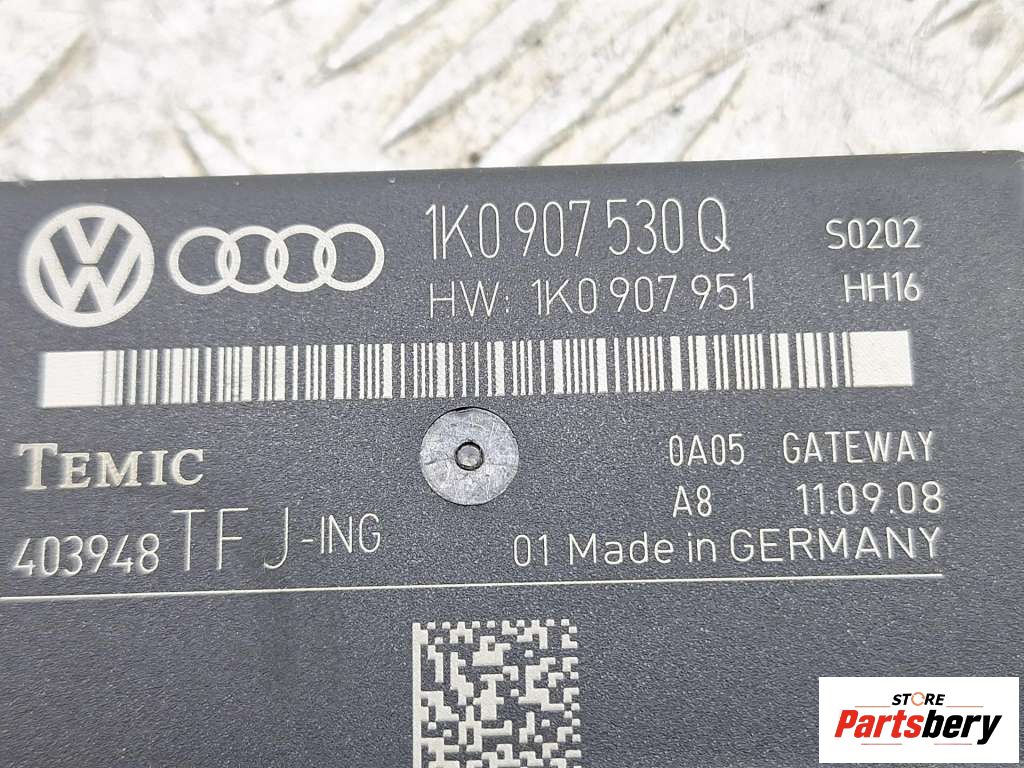 1K0 907 530 Q S0202
HW: 1K0 907 951 HH16
TEMIC 0A05 GATEWAY
A8 11.09.08
403948 TFJ-ING 01 Made in GERMANY
STORE
Partsbery